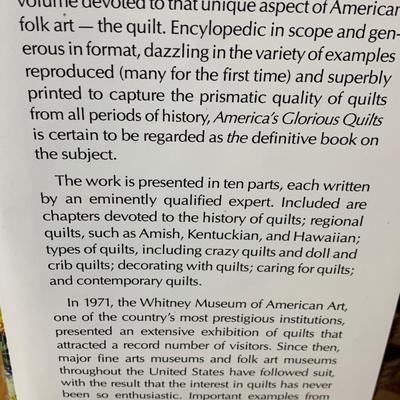 volume devoted to that unique aspect of American
folk art — the quilt. Encylopedic in scope and gen-
erous in format, dazzling in the variety of examples
reproduced (many for the first time) and superbly
printed to capture the prismatic quality of quilts
from all periods of history, America's Glorious Quilts
is certain to be regarded as the definitive book on
the subject.
The work is presented in ten parts, each written
by an eminently qualified expert. Included are
chapters devoted to the history of quilts; regional
quilts, such as Amish, Kentuckian, and Hawaiian;
types of quilts, including crazy quilts and doll and
crib quilts; decorating with quilts; caring for quilts;
and contemporary quilts.
In 1971, the Whitney Museum of American Art,
one of the country's most prestigious institutions,
presented an extensive exhibition of quilts that
attracted a record number of visitors. Since then,
major fine arts museums and folk art museums
throughout the United States have followed suit,
with the result that the interest in quilts has never
been so enthusiastic. Important examples from